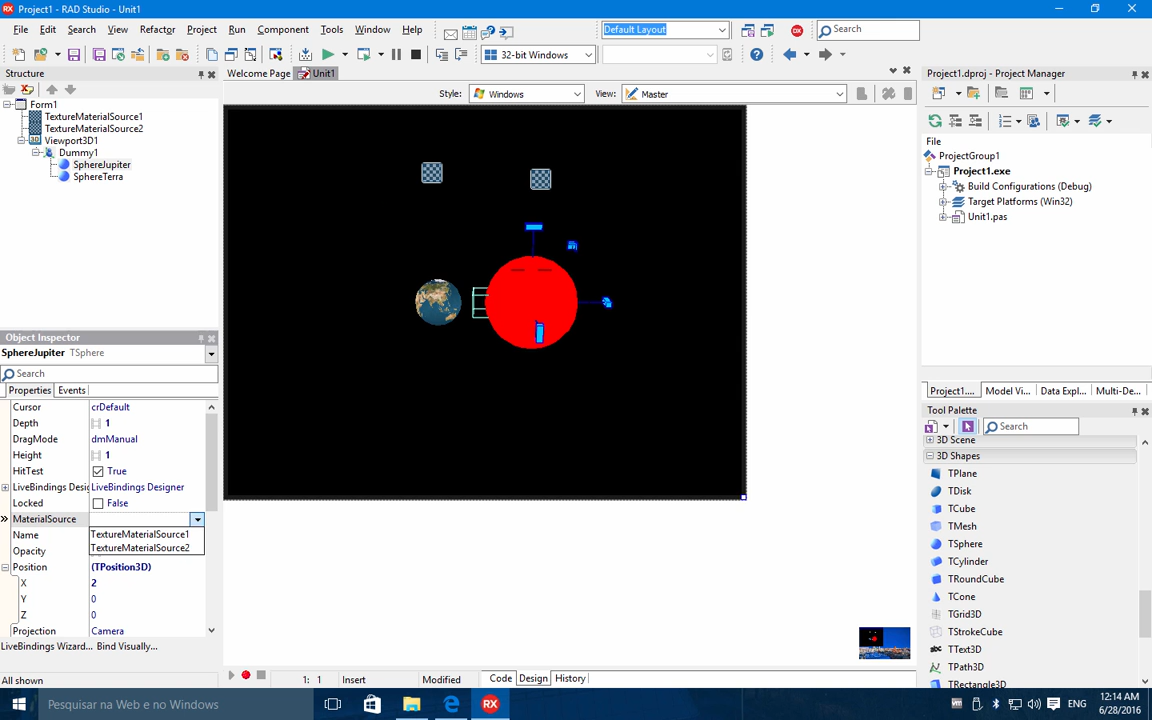 Project1 - RAD Studio - Unit1
File Edit Search View Refactor Project Run Component Tools Window Help
Default Layout
Search
32-bit Windows
Structure
Welcome Page Unit1
Style: Windows View: Master
Form1
TextureMaterialSource1
TextureMaterialSource2
Viewport3D1
Dummy1
SphereJupiter
SphereTerra
Object Inspector
SphereJupiter TSphere
Search
Properties Events
Cursor crDefault
Depth 1
DragMode dmManual
Height 1
HitTest True
LiveBindings Desig LiveBindings Designer
Locked False
MaterialSource
Name TextureMaterialSource1
Opacity TextureMaterialSource2
Position (TPosition3D)
X 2
Y 0
Z 0
Projection Camera
LiveBindings Wizard... Bind Visually...
All shown
1: 1 Insert Modified Code Design History
Project1.dproj - Project Manager
File
ProjectGroup1
Project1.exe
Build Configurations (Debug)
Target Platforms (Win32)
Unit1.pas
Project1.... Model Vi... Data Expl... Multi-De...
Tool Palette
Search
3D Scene
3D Shapes
TPlane
TDisk
TCube
TMesh
TSphere
TCylinder
TRoundCube
TCone
TGrid3D
TStrokeCube
TText3D
TPath3D
TRectangle3D
Pesquisar na Web e no Windows
ENG
12:14 AM
6/28/2016